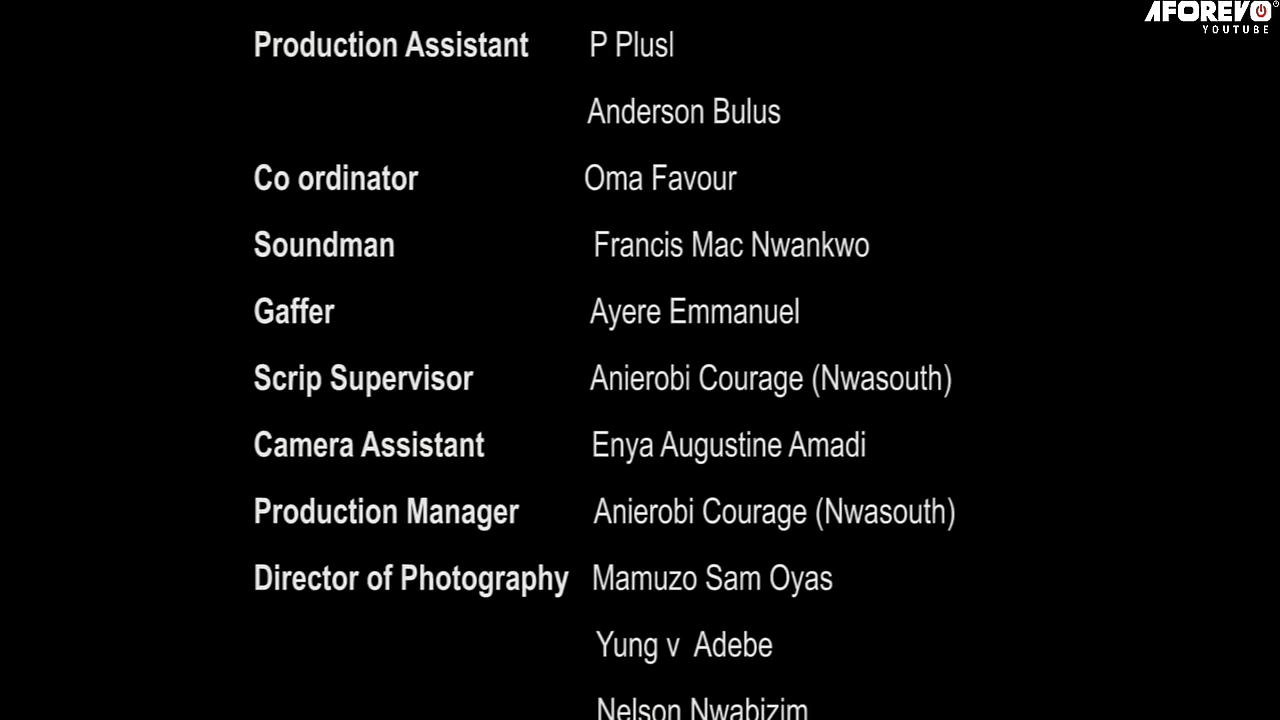 AFOREVO
YOUTUBE
Production Assistant P Plusl
Anderson Bulus
Co ordinator Oma Favour
Soundman Francis Mac Nwankwo
Gaffer Ayere Emmanuel
Scrip Supervisor Anierobi Courage (Nwasouth)
Camera Assistant Enya Augustine Amadi
Production Manager Anierobi Courage (Nwasouth)
Director of Photography Mamuzo Sam Oyas
Yung v Adebe
Nelson Nwabizim